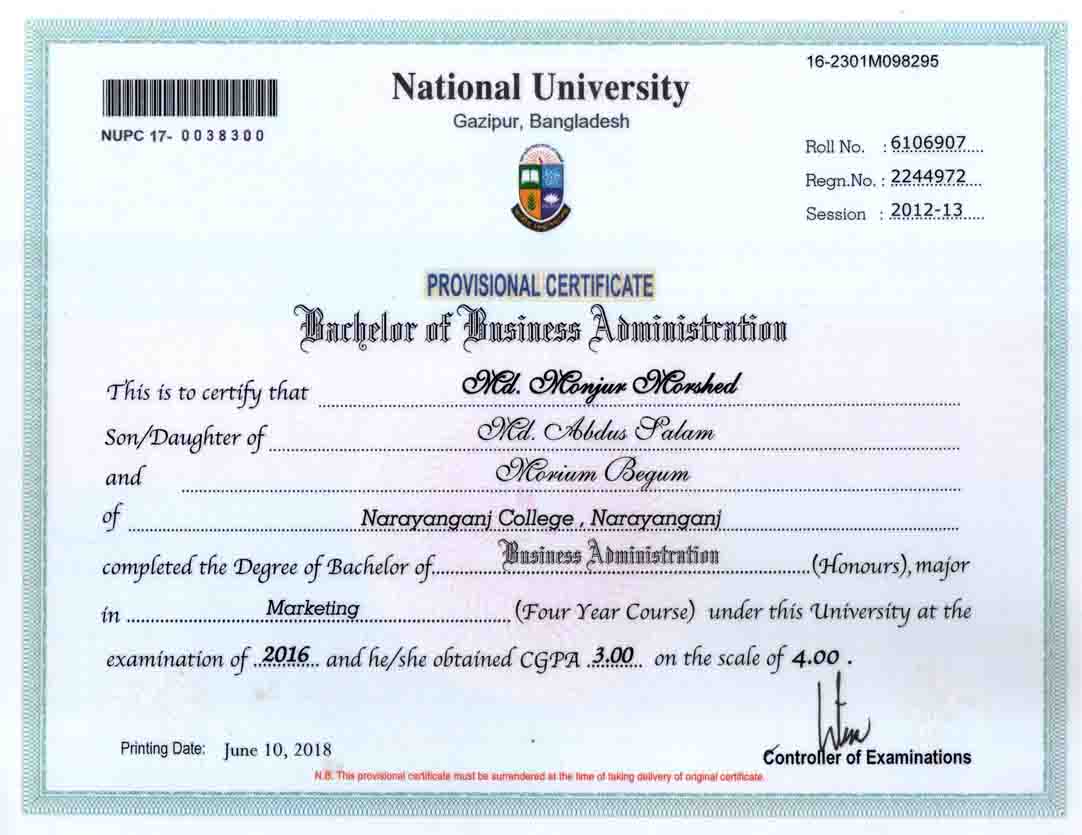 16-2301M098295
National University
Gazipur, Bangladesh
NUPC 17- 0038300
Roll No. : 6106907
Regn.No. : 2244972
Session : 2012-13
PROVISIONAL CERTIFICATE
Bachelor of Business Administration
This is to certify that Md. Monjur Morshed
Son/Daughter of Md. Abdus Salam
and Morium Begum
of Narayanganj College , Narayanganj
completed the Degree of Bachelor of Business Administration (Honours), major
in Marketing (Four Year Course) under this University at the
examination of 2016 and he/she obtained CGPA 3.00 on the scale of 4.00 .
Printing Date: June 10, 2018
Controller of Examinations
N.B. This provisional certificate must be surrendered at the time of taking delivery of original certificate.